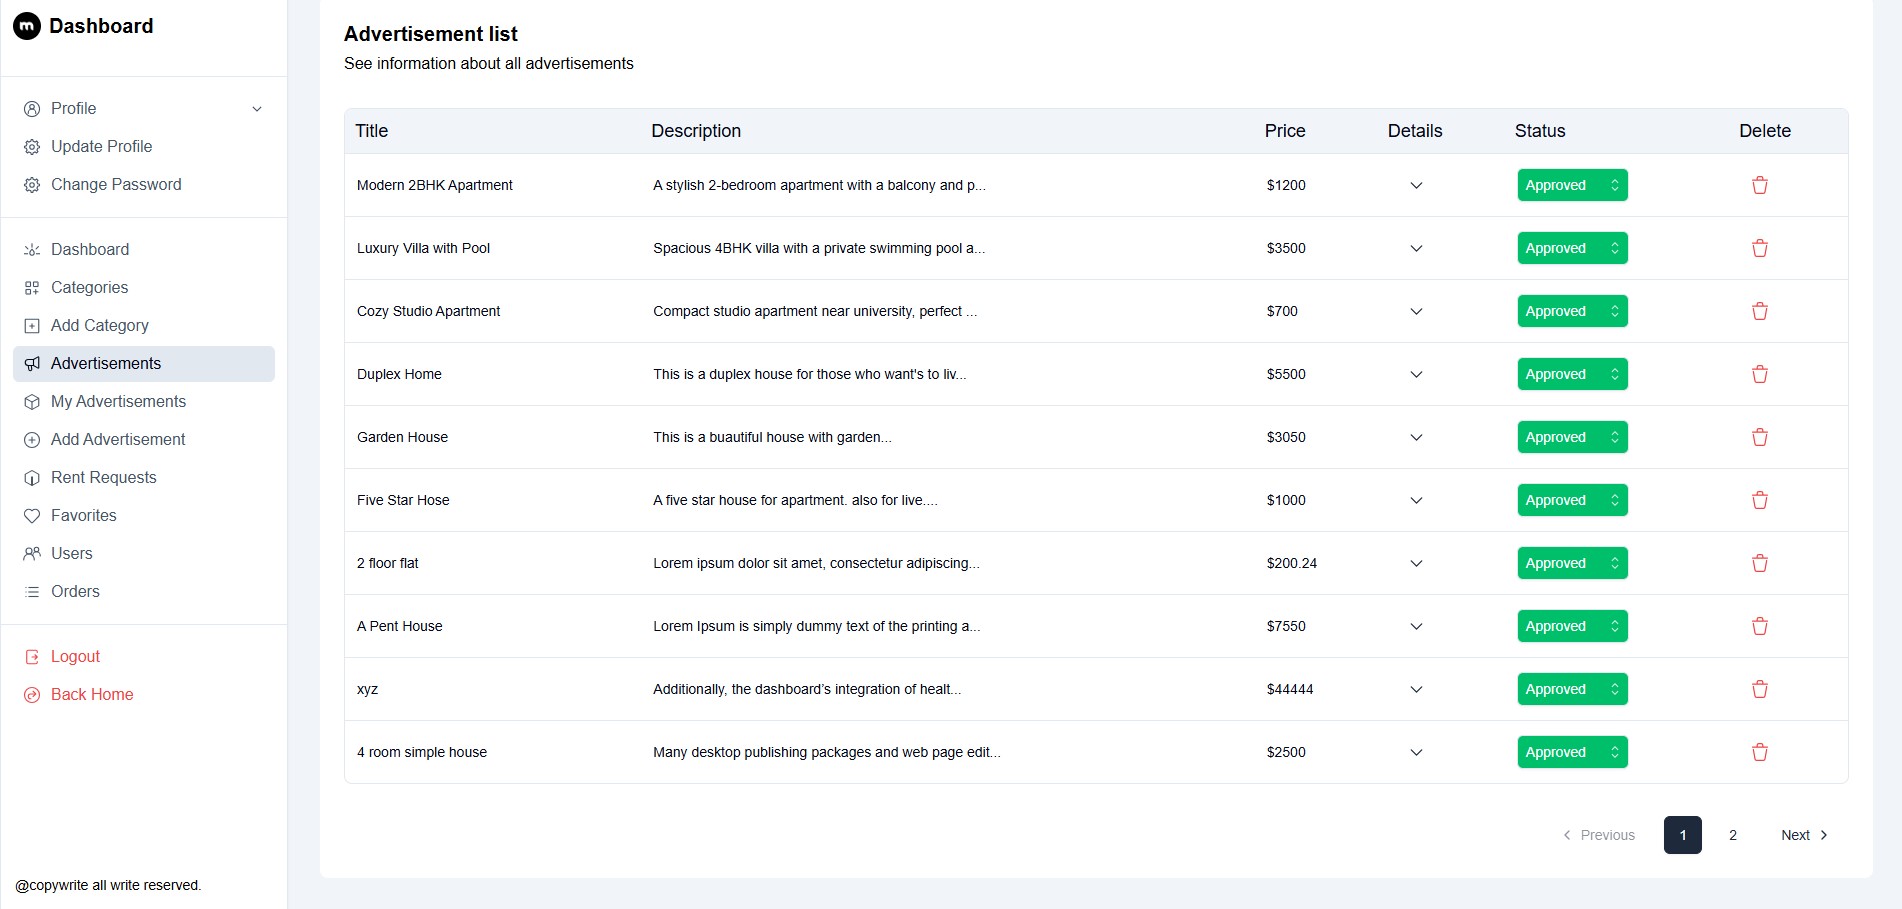 m Dashboard
Profile
Update Profile
Change Password
Dashboard
Categories
Add Category
Advertisements
My Advertisements
Add Advertisement
Rent Requests
Favorites
Users
Orders
Logout
Back Home
@copywrite all write reserved.
Advertisement list
See information about all advertisements
Title Description Price Details Status Delete
Modern 2BHK Apartment A stylish 2-bedroom apartment with a balcony and p... $1200 Approved
Luxury Villa with Pool Spacious 4BHK villa with a private swimming pool a... $3500 Approved
Cozy Studio Apartment Compact studio apartment near university, perfect ... $700 Approved
Duplex Home This is a duplex house for those who want's to liv... $5500 Approved
Garden House This is a buautiful house with garden... $3050 Approved
Five Star Hose A five star house for apartment. also for live.... $1000 Approved
2 floor flat Lorem ipsum dolor sit amet, consectetur adipiscing... $200.24 Approved
A Pent House Lorem Ipsum is simply dummy text of the printing a... $7550 Approved
xyz Additionally, the dashboard’s integration of healt... $44444 Approved
4 room simple house Many desktop publishing packages and web page edit... $2500 Approved
Previous 1 2 Next